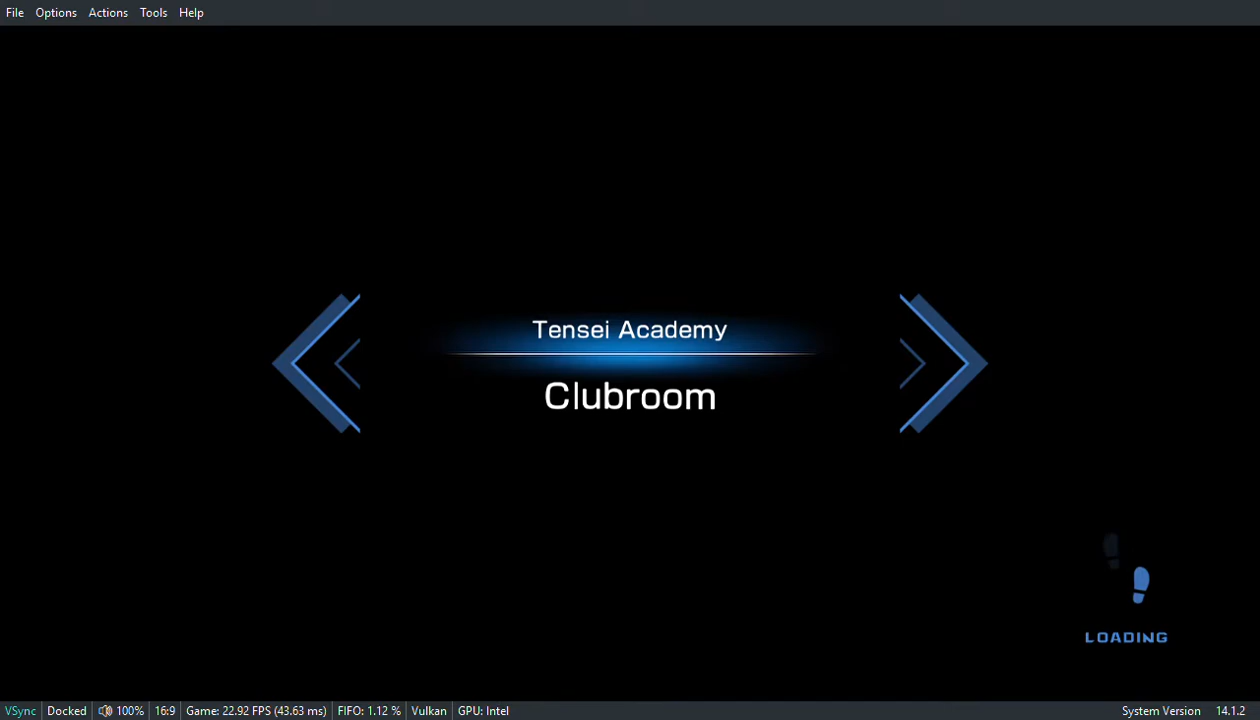 File Options Actions Tools Help
Tensei Academy
Clubroom
LOADING
VSync Docked 100% 16:9 Game: 22.92 FPS (43.63 ms) FIFO: 1.12 % Vulkan GPU: Intel System Version 14.1.2